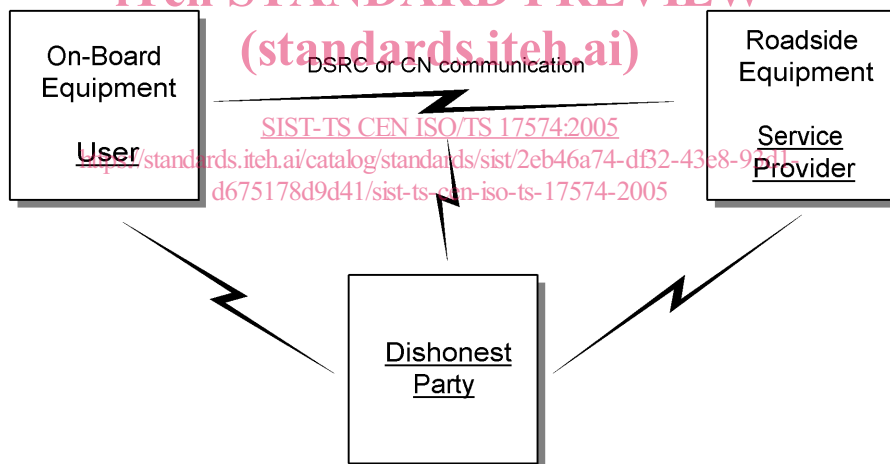 iTeh STANDARD PREVIEW
(standards.iteh.ai)
On-Board
Equipment
User
DSRC or CN communication
Roadside
Equipment
Service
Provider
SIST-TS CEN ISO/TS 17574:2005
https://standards.iteh.ai/catalog/standards/sist/2eb46a74-df32-43e8-93d1-
d675178d9d41/sist-ts-cen-iso-ts-17574-2005
Dishonest
Party